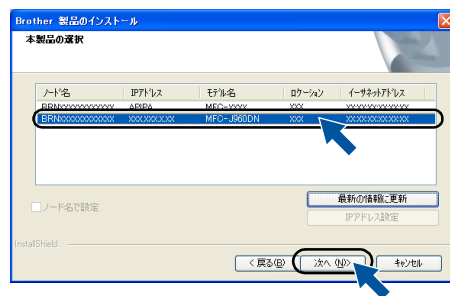 Brother 製品のインストール
本製品の選択
ノード名 IPアドレス モデル名 ロケーション イーサネットアドレス
BRNxxxxxxxxxxxx APIPA MFC-xxxx XXX xx:xx:xx:xx:xx:xx
BRNxxxxxxxxxxxx xxx.xxx.xx.xx MFC-J960DN XXX xx:xx:xx:xx:xx:xx
最新の情報に更新
ノード名で設定
IPアドレス設定
InstallShield
< 戻る(B) 次へ (N)> キャンセル